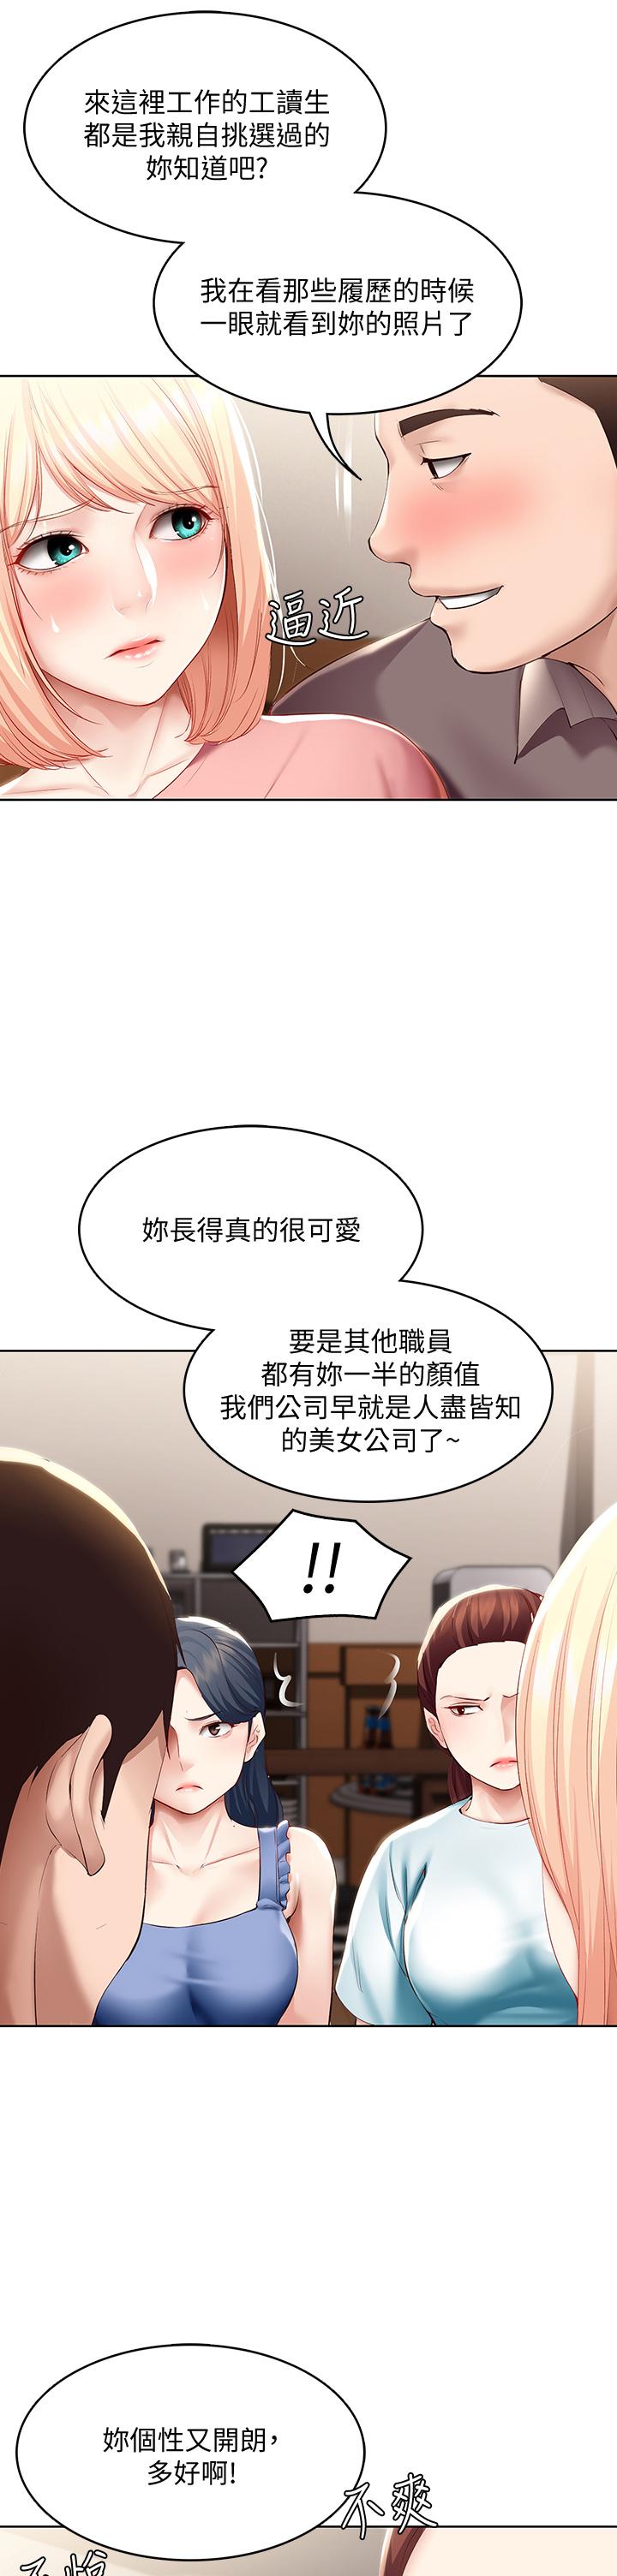 來這裡工作的工讀生
都是我親自挑選過的
妳知道吧?
我在看那些履歷的時候
一眼就看到妳的照片了
逼近
妳長得真的很可愛
要是其他職員
都有妳一半的顏值
我們公司早就是人盡皆知
的美女公司了~
!!
妳個性又開朗，
多好啊!
不爽
不悅